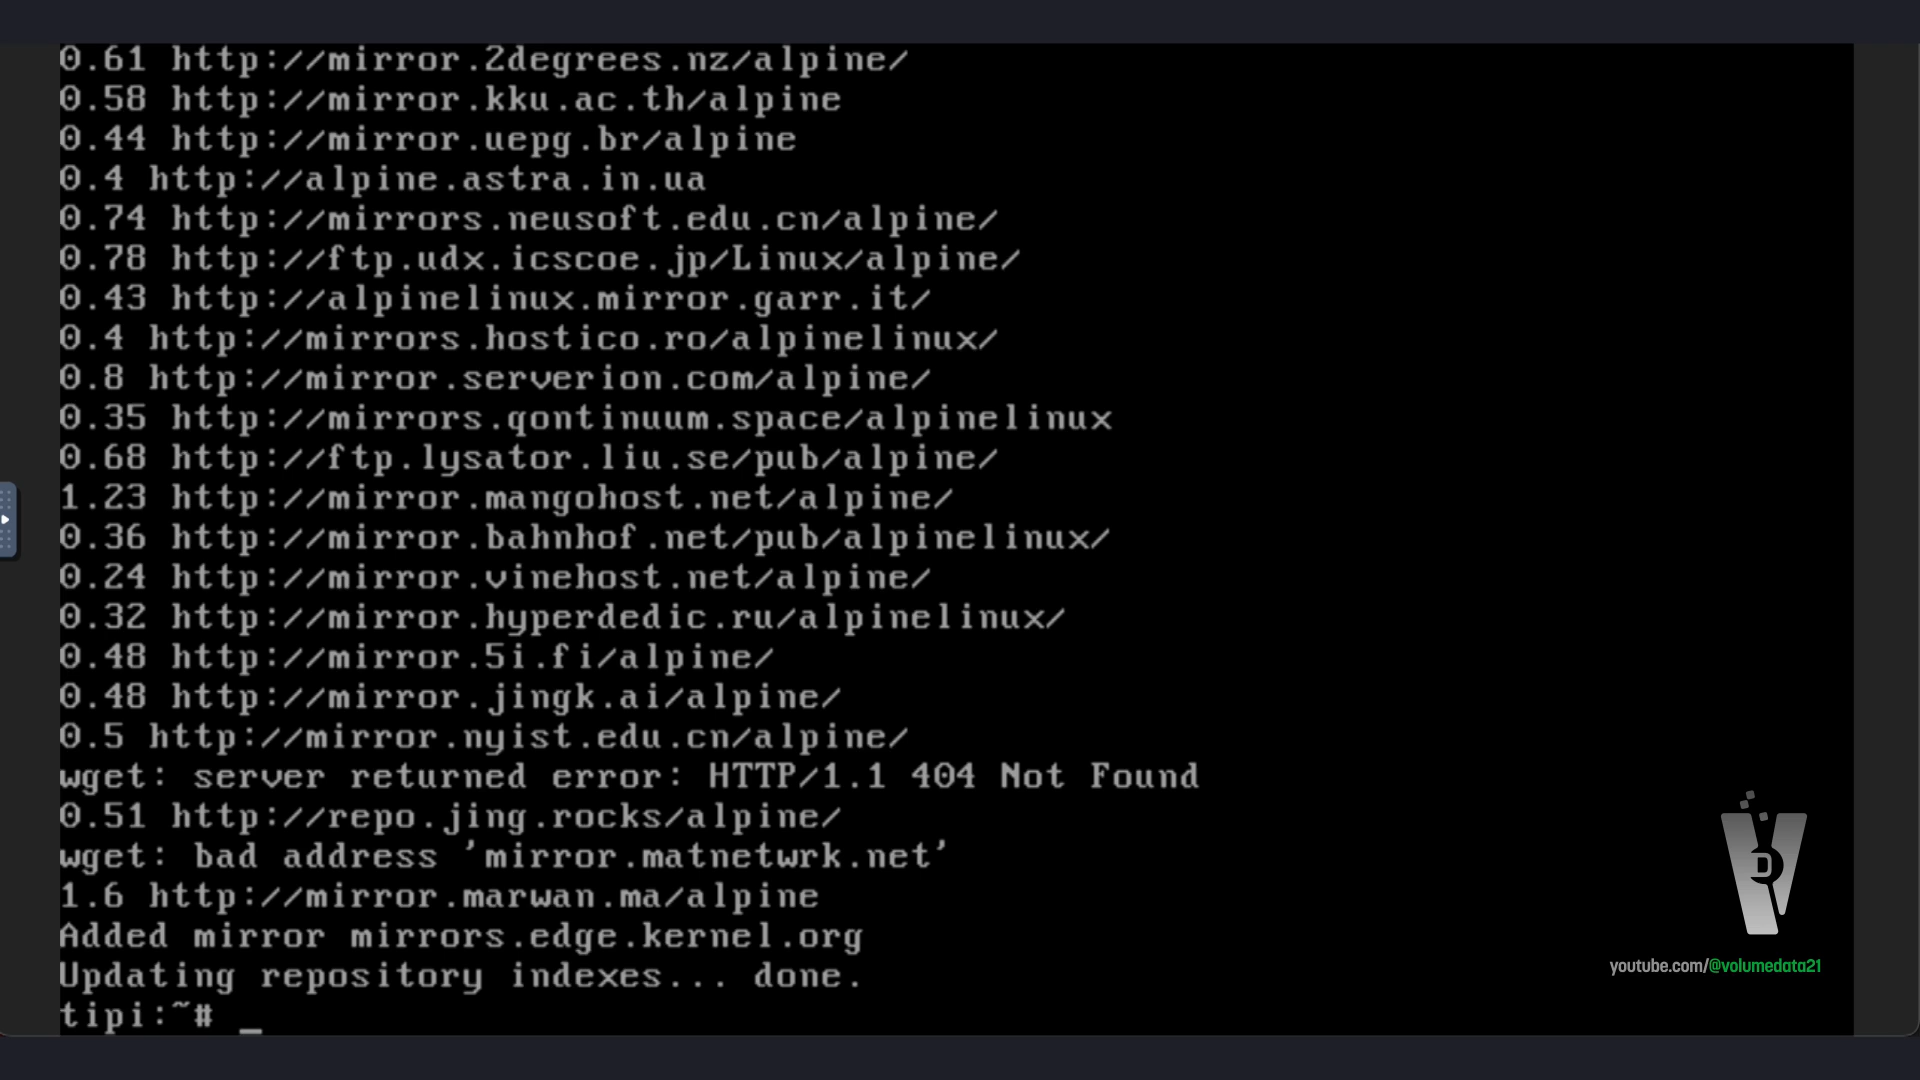 0.61 http://mirror.2degrees.nz/alpine/
0.58 http://mirror.kku.ac.th/alpine
0.44 http://mirror.uepg.br/alpine
0.4 http://alpine.astra.in.ua
0.74 http://mirrors.neusoft.edu.cn/alpine/
0.78 http://ftp.udx.icscoe.jp/Linux/alpine/
0.43 http://alpinelinux.mirror.garr.it/
0.4 http://mirrors.hostico.ro/alpinelinux/
0.8 http://mirror.serverion.com/alpine/
0.35 http://mirrors.qontinuum.space/alpinelinux
0.68 http://ftp.lysator.liu.se/pub/alpine/
1.23 http://mirror.mangohost.net/alpine/
0.36 http://mirror.bahnhof.net/pub/alpinelinux/
0.24 http://mirror.vinehost.net/alpine/
0.32 http://mirror.hyperdedic.ru/alpinelinux/
0.48 http://mirror.5i.fi/alpine/
0.48 http://mirror.jingk.ai/alpine/
0.5 http://mirror.nyist.edu.cn/alpine/
wget: server returned error: HTTP/1.1 404 Not Found
0.51 http://repo.jing.rocks/alpine/
wget: bad address 'mirror.matnetwrk.net'
1.6 http://mirror.marwan.ma/alpine
Added mirror mirrors.edge.kernel.org
Updating repository indexes... done.
tipi:~# _
VD
youtube.com/@volumedata21